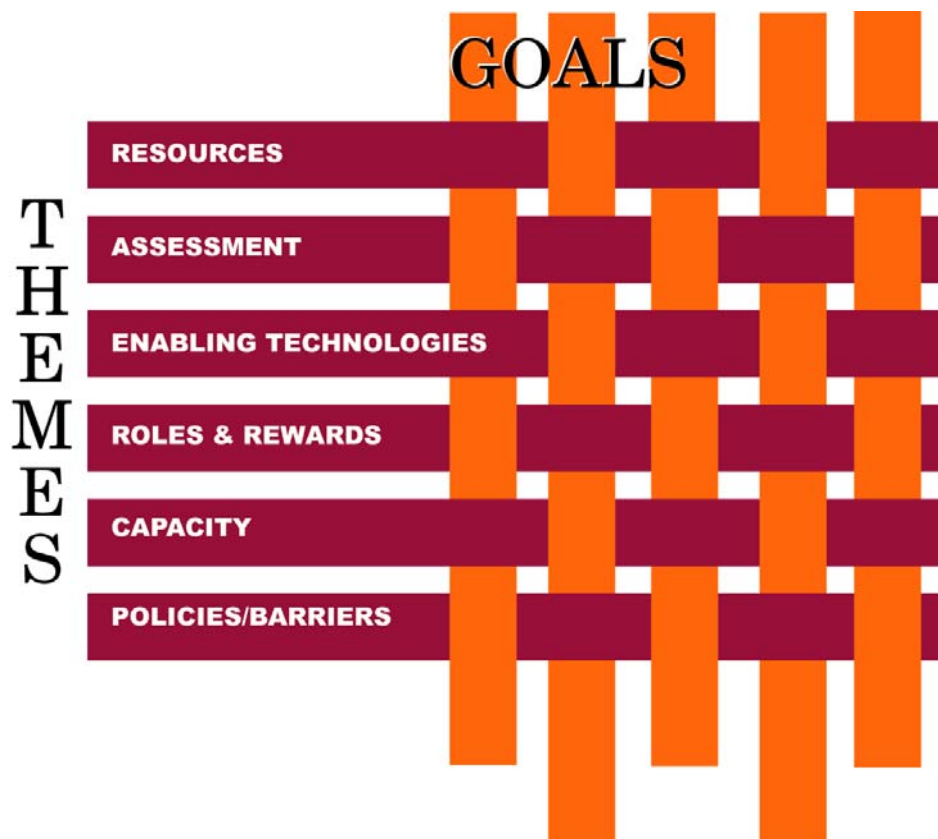 GOALS
THEMES
RESOURCES
ASSESSMENT
ENABLING TECHNOLOGIES
ROLES & REWARDS
CAPACITY
POLICIES/BARRIERS